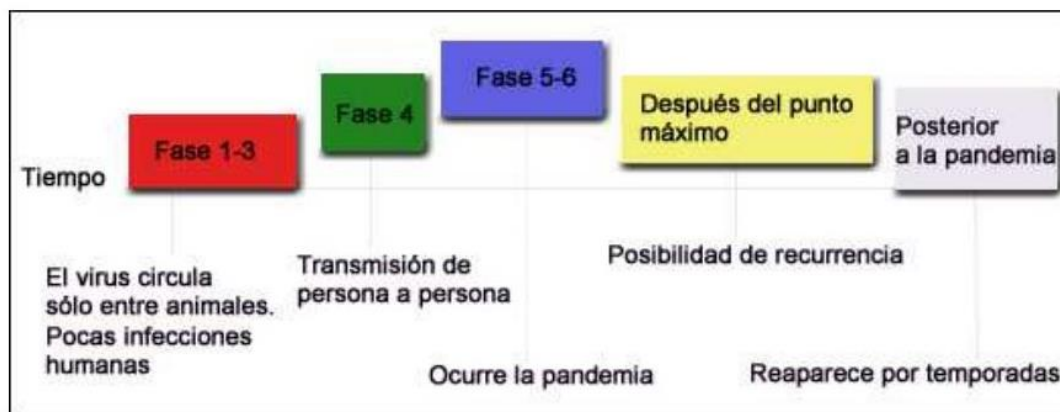 Fase 1-3
Fase 4
Fase 5-6
Después del punto
máximo
Posterior
a la pandemia
Tiempo
El virus circula
sólo entre animales.
Pocas infecciones
humanas
Transmisión de
persona a persona
Ocurre la pandemia
Posibilidad de recurrencia
Reaparece por temporadas